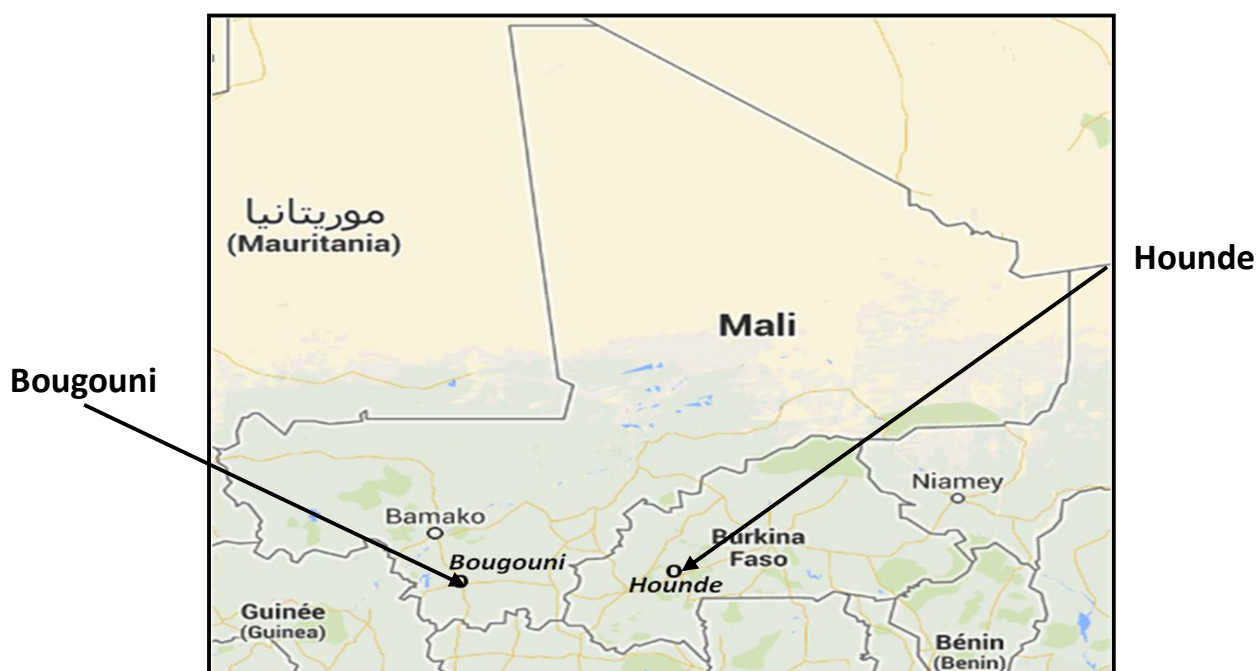 موريتانيا
(Mauritania)
Hounde
Mali
Bougouni
Niamey
Bamako
Burkina
Faso
Bougouni
Hounde
Guinée
(Guinea)
Bénin
(Benin)